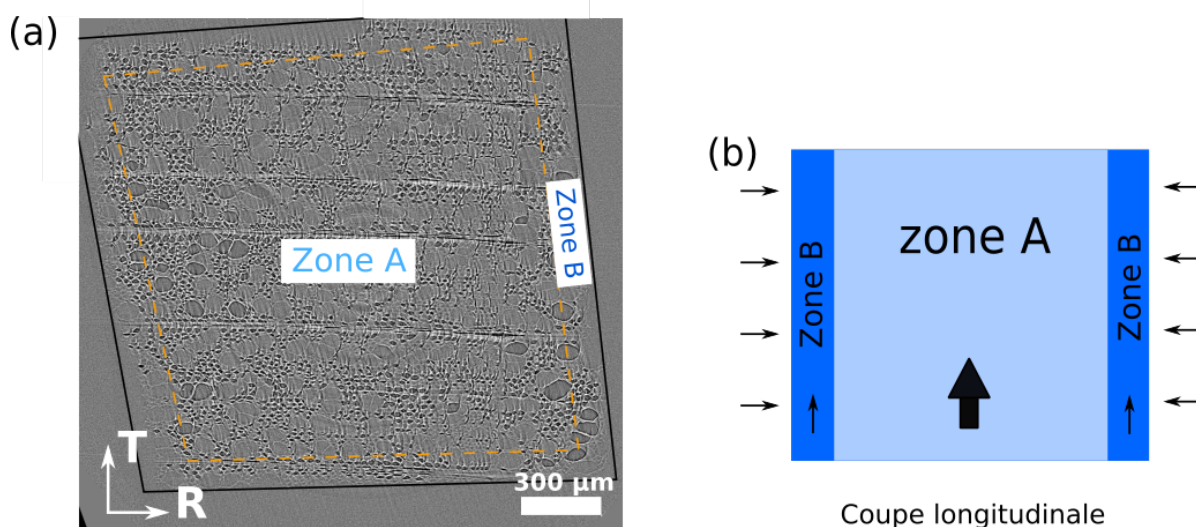 (a)
Zone A
Zone B
T
R
300 μm
(b)
Zone B
zone A
Zone B
Coupe longitudinale